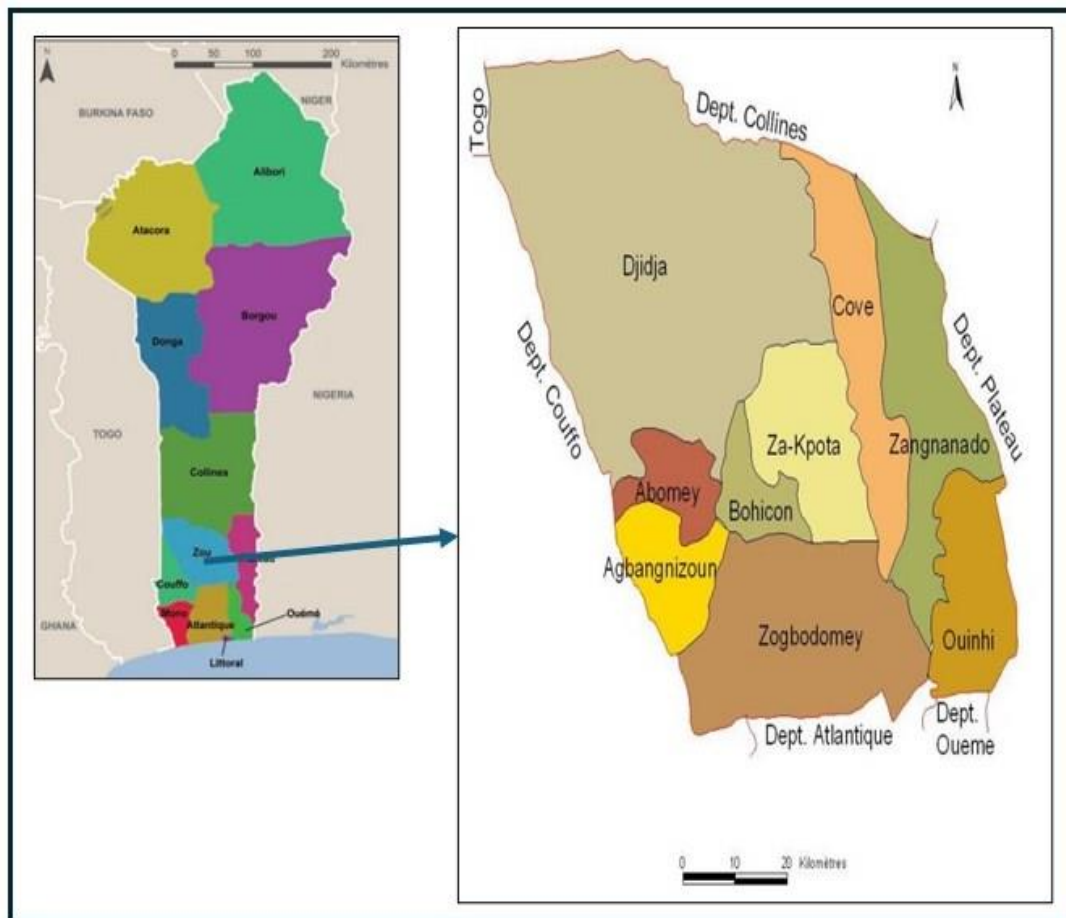 N
0 50 100 200
Kilomètres
NIGER
BURKINA FASO
Alibori
Atacora
Borgou
Donga
NIGERIA
TOGO
Collines
Zou
Couffo
Mono
Atlantique
Ouémé
GHANA
Littoral
N
Togo
Dept. Collines
Djidja
Cove
Dept. Couffo
Dept. Plateau
Za-Kpota
Zangnanado
Abomey
Bohicon
Agbangnizoun
Zogbodomey
Ouinhi
Dept. Atlantique
Dept.
Oueme
0 10 20 Kilomètres